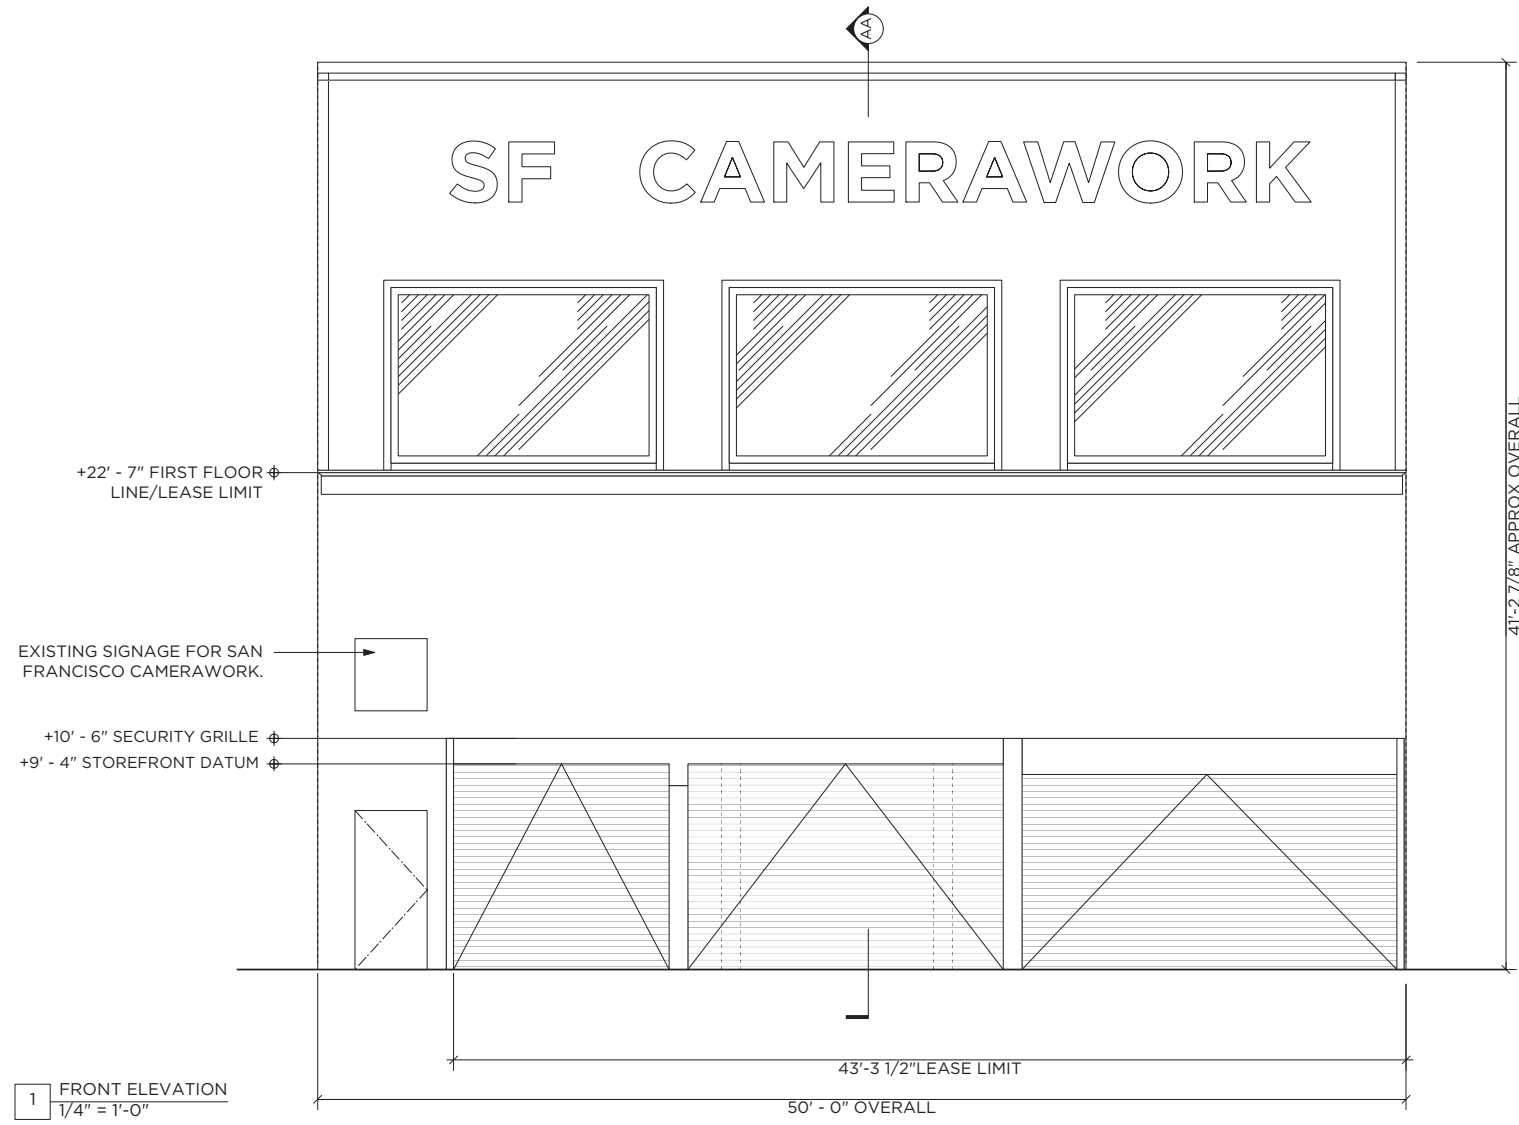 AA
SF CAMERAWORK
+22' - 7" FIRST FLOOR
LINE/LEASE LIMIT
41'-2 7/8" APPROX OVERALL
EXISTING SIGNAGE FOR SAN
FRANCISCO CAMERAWORK.
+10' - 6" SECURITY GRILLE
+9' - 4" STOREFRONT DATUM
43'-3 1/2"LEASE LIMIT
50' - 0" OVERALL
1 FRONT ELEVATION
1/4" = 1'-0"